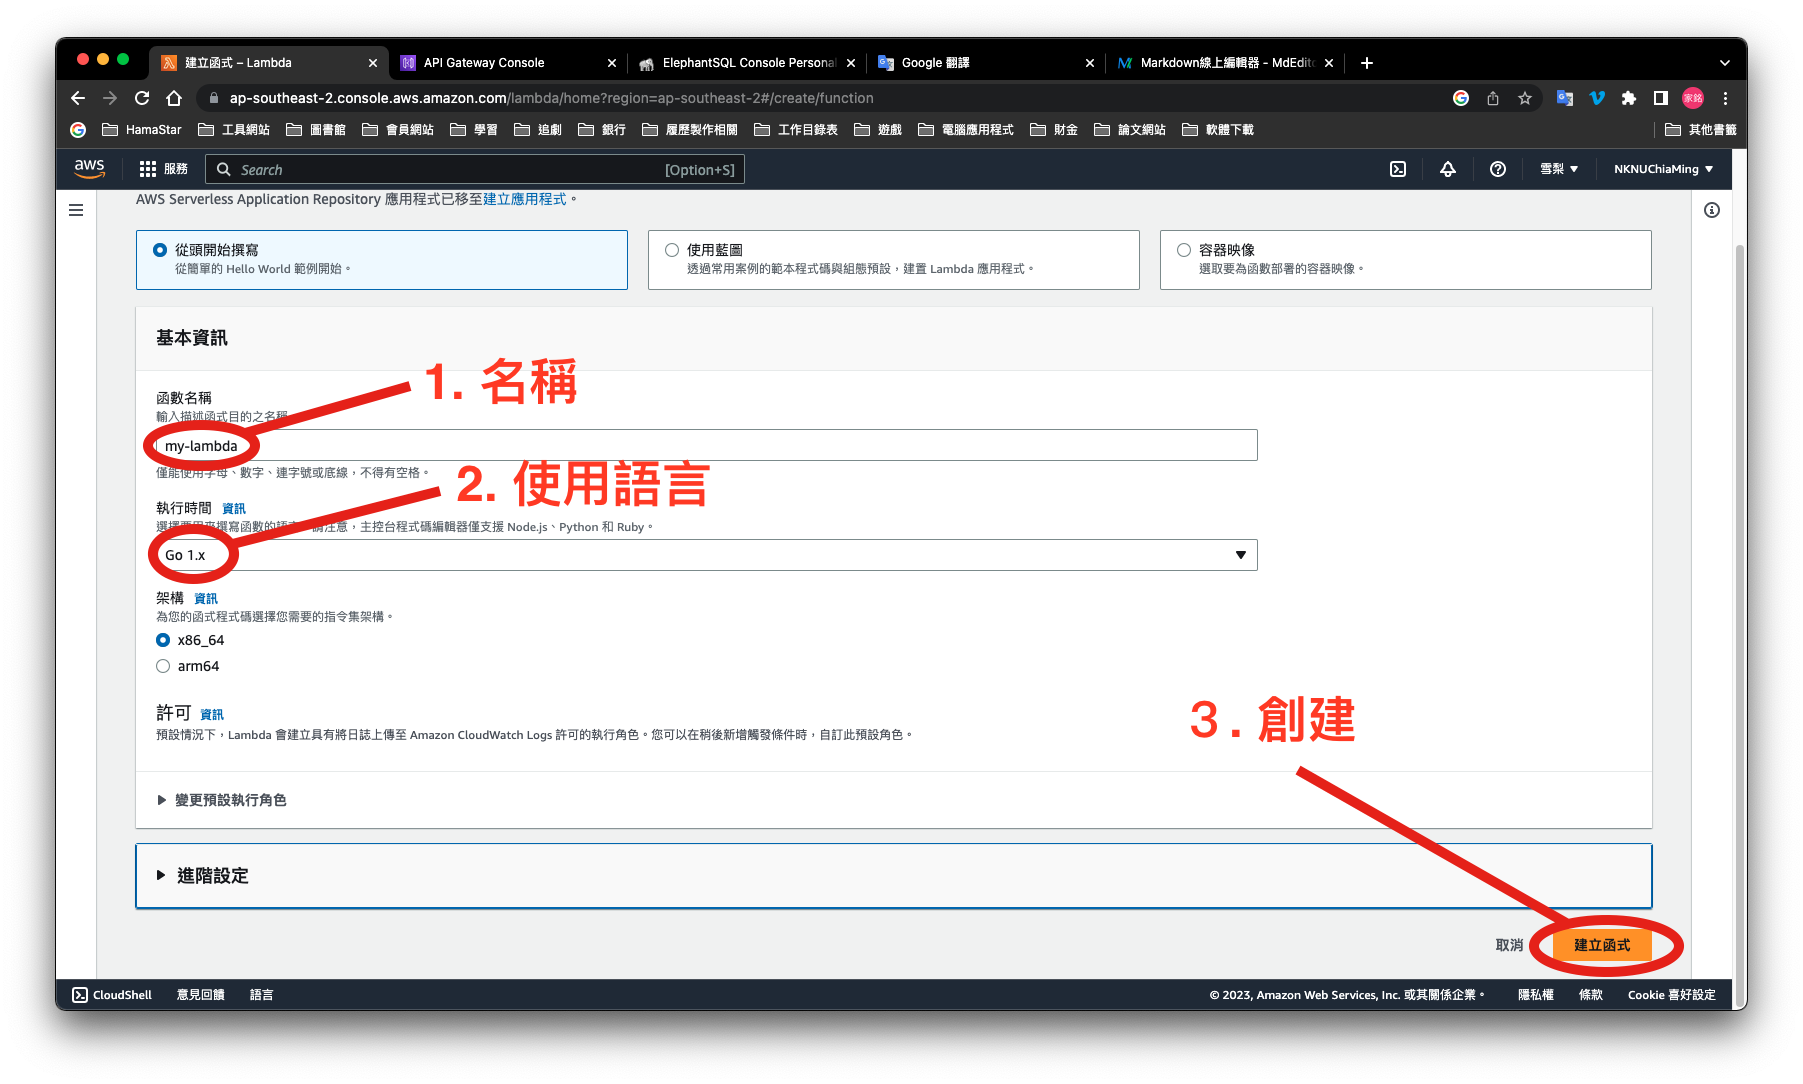 建立函式 – Lambda
API Gateway Console
ElephantSQL Console Personal
Google 翻譯
Markdown線上編輯器 - MdEdito
ap-southeast-2.console.aws.amazon.com/lambda/home?region=ap-southeast-2#/create/function
家銘
HamaStar
工具網站
圖書館
會員網站
學習
追劇
銀行
履歷製作相關
工作目錄表
遊戲
電腦應用程式
財金
論文網站
軟體下載
其他書籤
aws
服務
Search
[Option+S]
雪梨
NKNUChiaMing
AWS Serverless Application Repository 應用程式已移至建立應用程式。
從頭開始撰寫
從簡單的 Hello World 範例開始。
使用藍圖
透過常用案例的範本程式碼與組態預設，建置 Lambda 應用程式。
容器映像
選取要為函數部署的容器映像。
基本資訊
1. 名稱
函數名稱
輸入描述函式目的之名稱
my-lambda
僅能使用字母、數字、連字號或底線，不得有空格。
2. 使用語言
執行時間 資訊
選擇要用來撰寫函數的語言。請注意，主控台程式碼編輯器僅支援 Node.js、Python 和 Ruby。
Go 1.x
架構 資訊
為您的函式程式碼選擇您需要的指令集架構。
x86_64
arm64
許可 資訊
預設情況下，Lambda 會建立具有將日誌上傳至 Amazon CloudWatch Logs 許可的執行角色。您可以在稍後新增觸發條件時，自訂此預設角色。
3 . 創建
變更預設執行角色
進階設定
取消
建立函式
CloudShell
意見回饋
語言
© 2023, Amazon Web Services, Inc. 或其關係企業。
隱私權
條款
Cookie 喜好設定